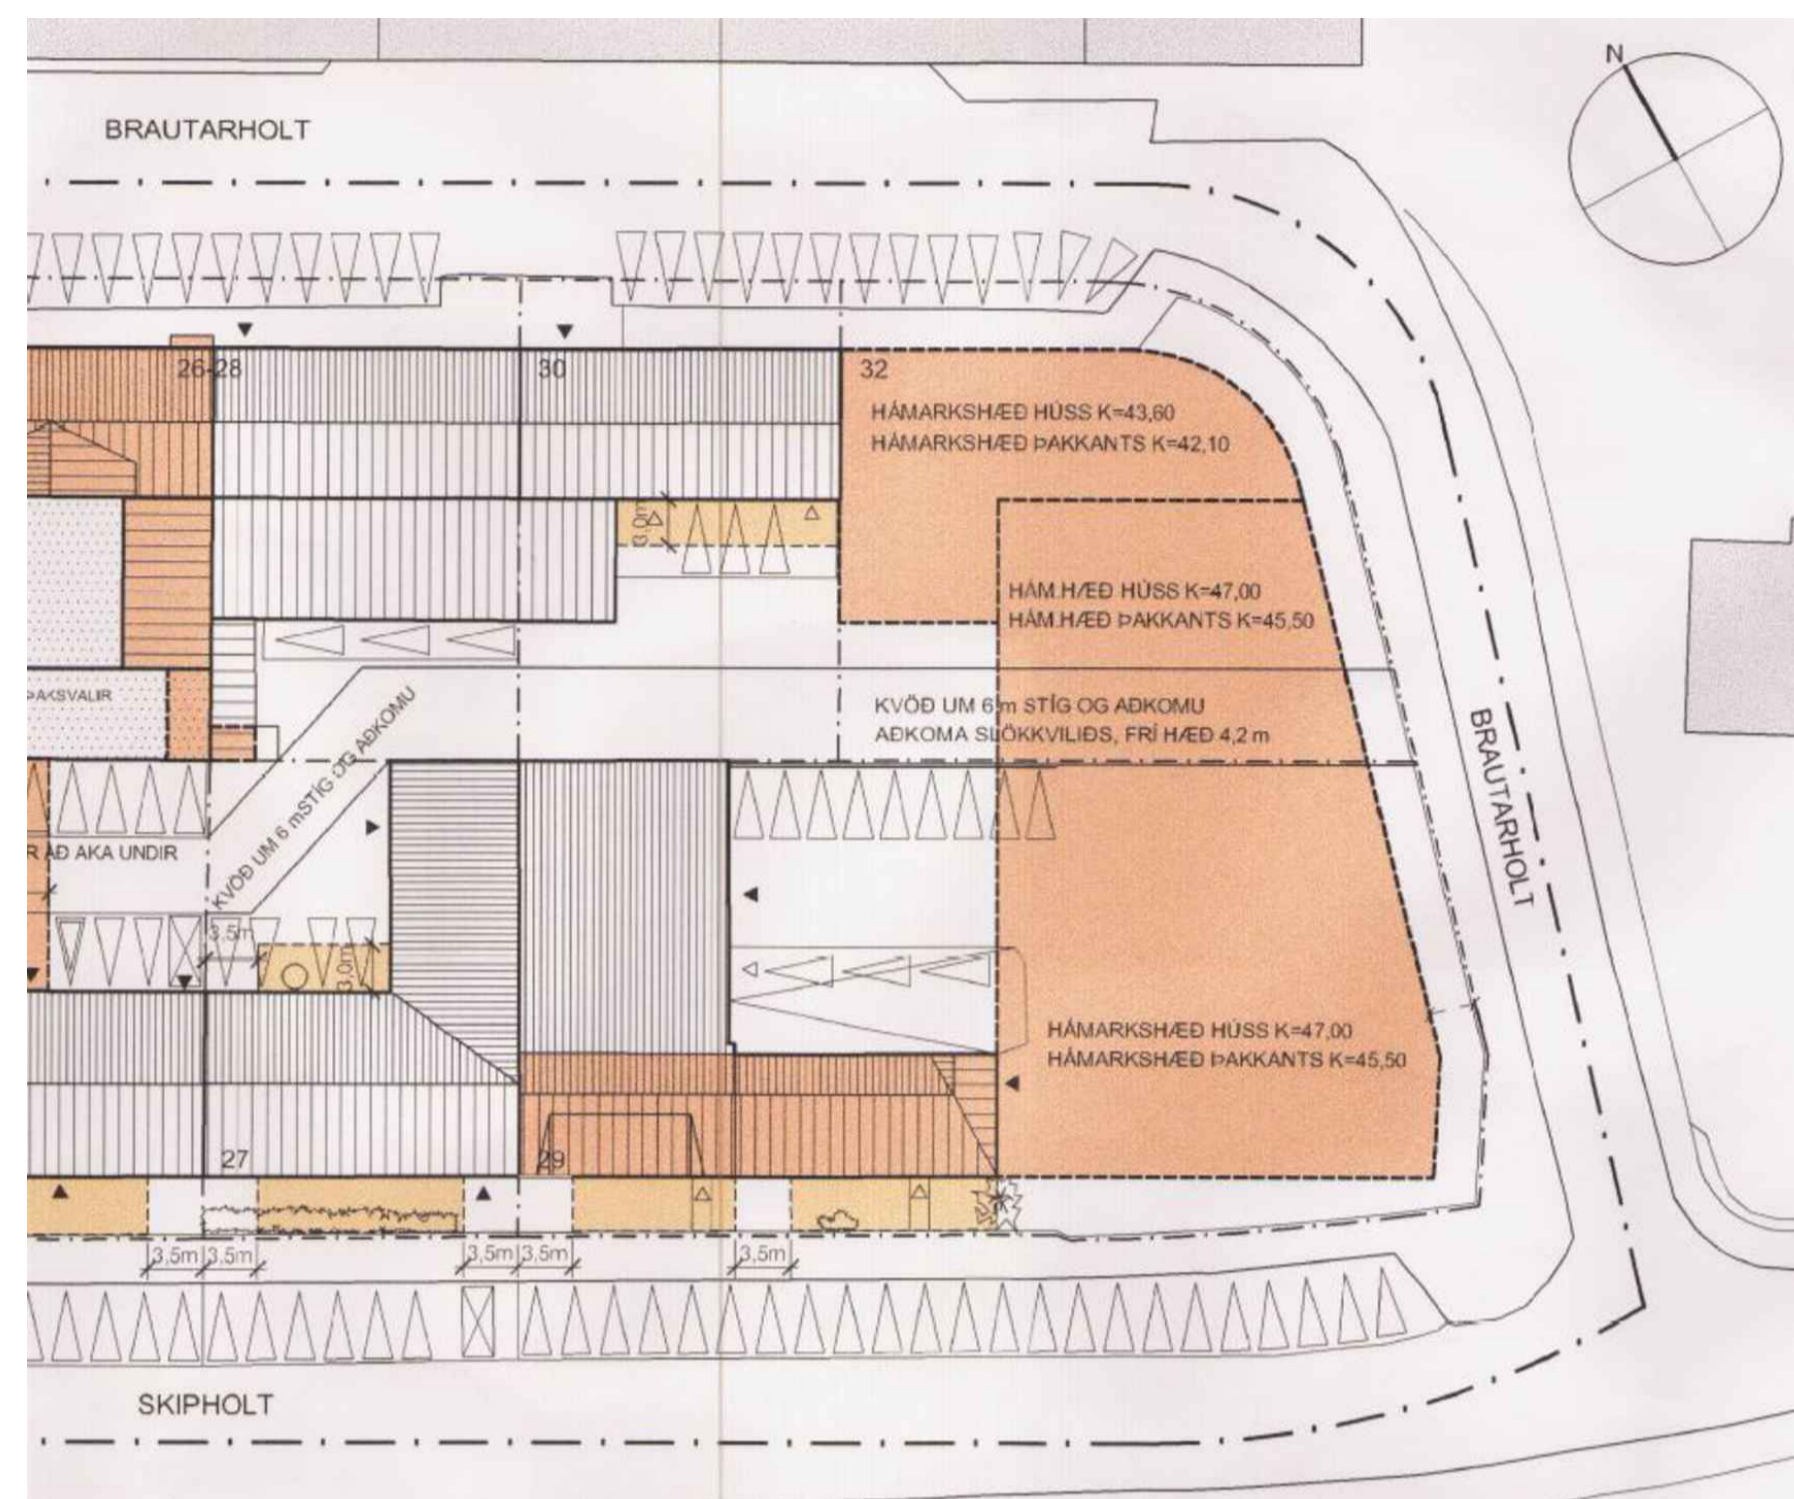 N
BRAUTARHOLT
26-28
30
32
HÁMARKSHÆÐ HÚSS K=43,60
HÁMARKSHÆÐ ÞAKKANTS K=42,10
3,0m
HÁM.HÆÐ HÚSS K=47,00
HÁM.HÆÐ ÞAKKANTS K=45,50
ÞAKSVALIR
KVÖÐ UM 6 m STÍG OG AÐKOMU
AÐKOMA SLÖKKVILIÐS, FRÍ HÆÐ 4,2 m
KVÖÐ UM 6 mSTÍG OG AÐKOMU
BRAUTARHOLT
R AÐ AKA UNDIR
3,5m
3,0m
HÁMARKSHÆÐ HÚSS K=47,00
HÁMARKSHÆÐ ÞAKKANTS K=45,50
27
29
3,5m 3,5m
3,5m 3,5m
3,5m
SKIPHOLT